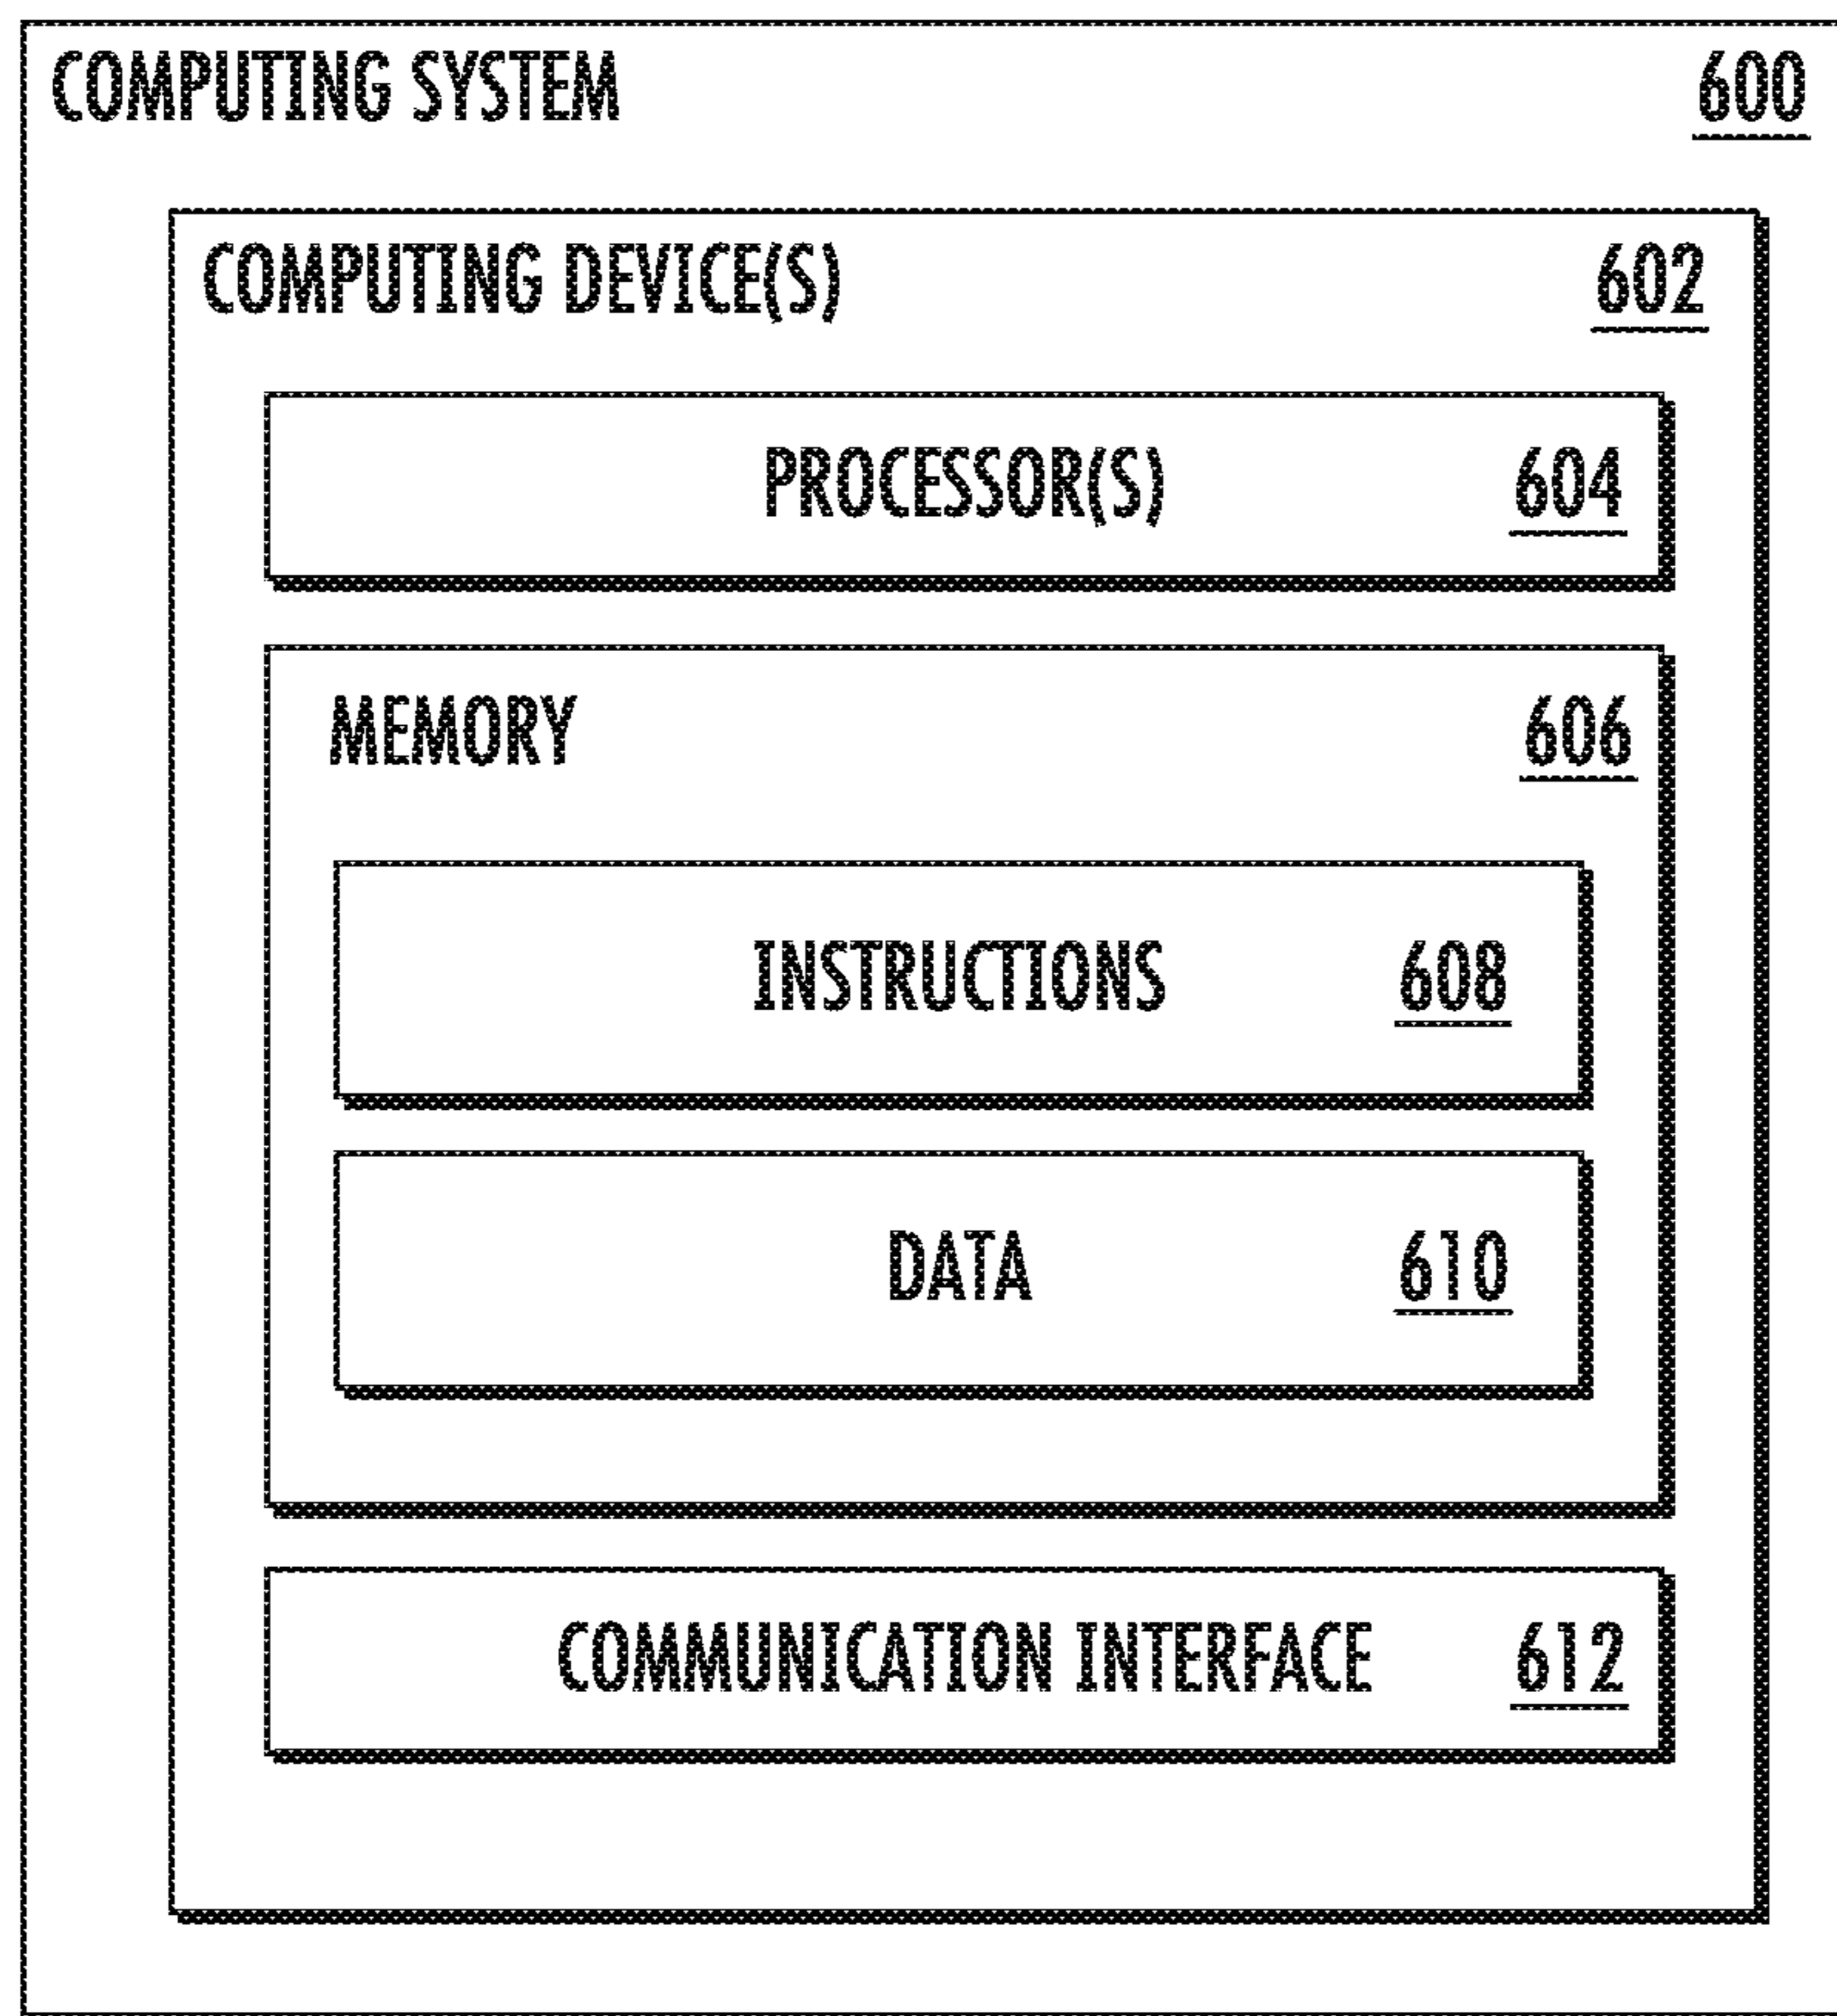 COMPUTING SYSTEM 600
COMPUTING DEVICE(S) 602
PROCESSOR(S) 604
MEMORY 606
INSTRUCTIONS 608
DATA 610
COMMUNICATION INTERFACE 612